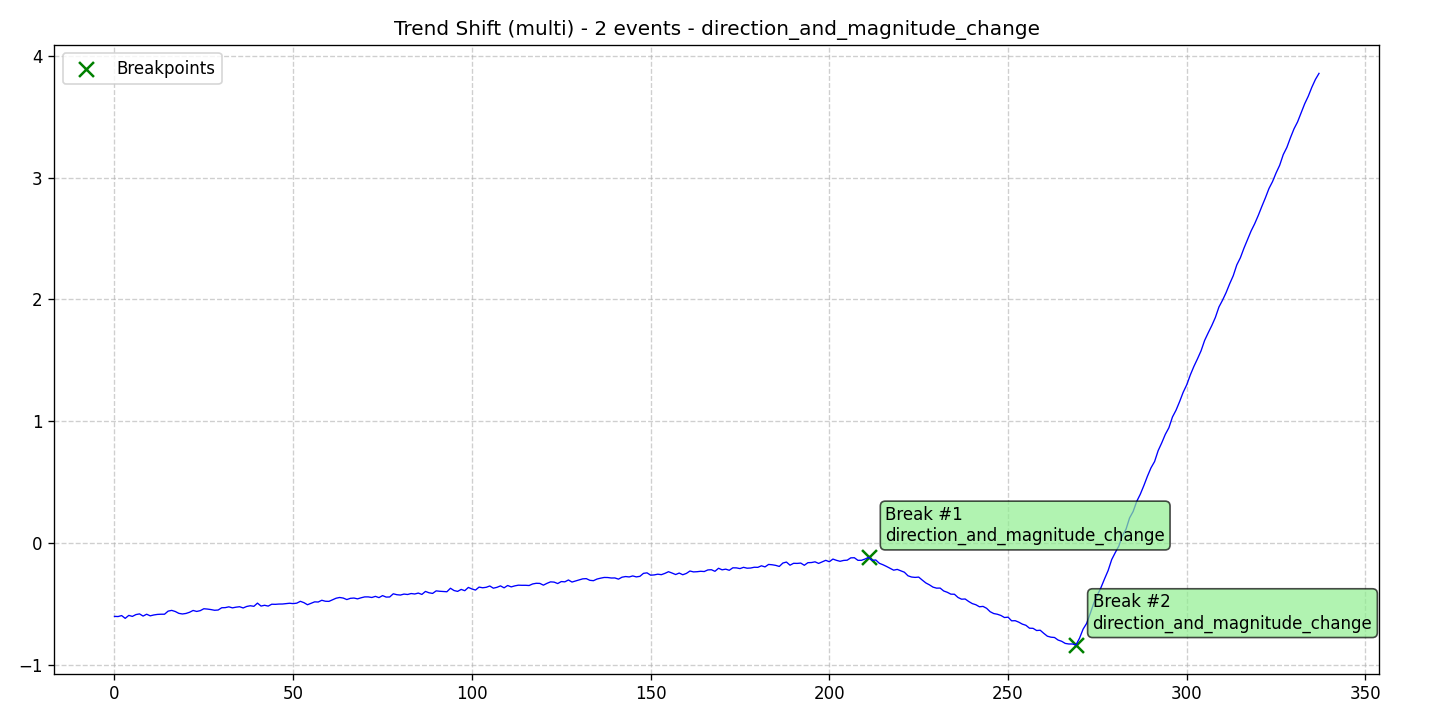 Trend Shift (multi) - 2 events - direction_and_magnitude_change
Breakpoints
4
3
2
1
0
−1
Break #1
direction_and_magnitude_change
Break #2
direction_and_magnitude_change
0
50
100
150
200
250
300
350